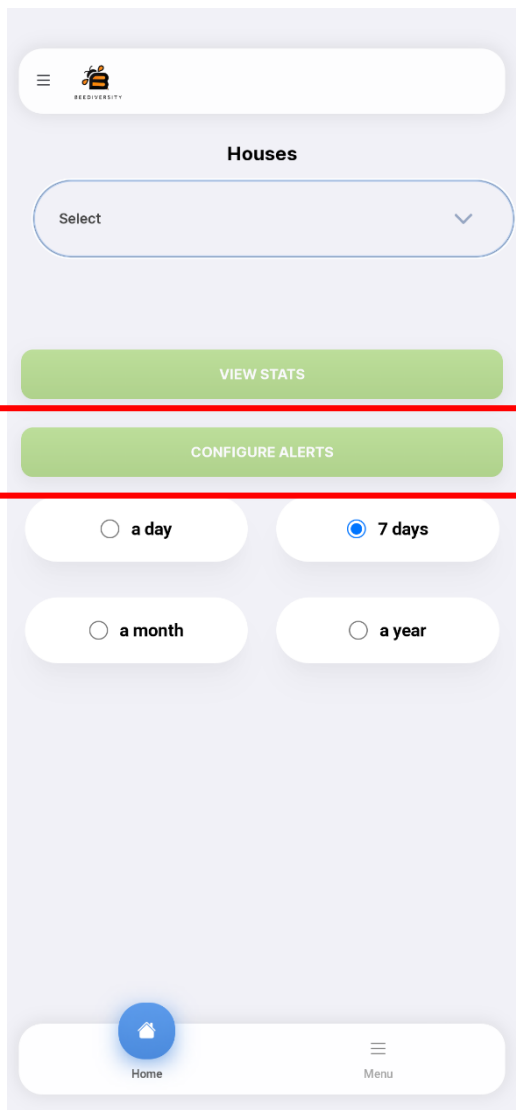 BEEDIVERSITY
Houses
Select
VIEW STATS
CONFIGURE ALERTS
a day
7 days
a month
a year
Home
Menu